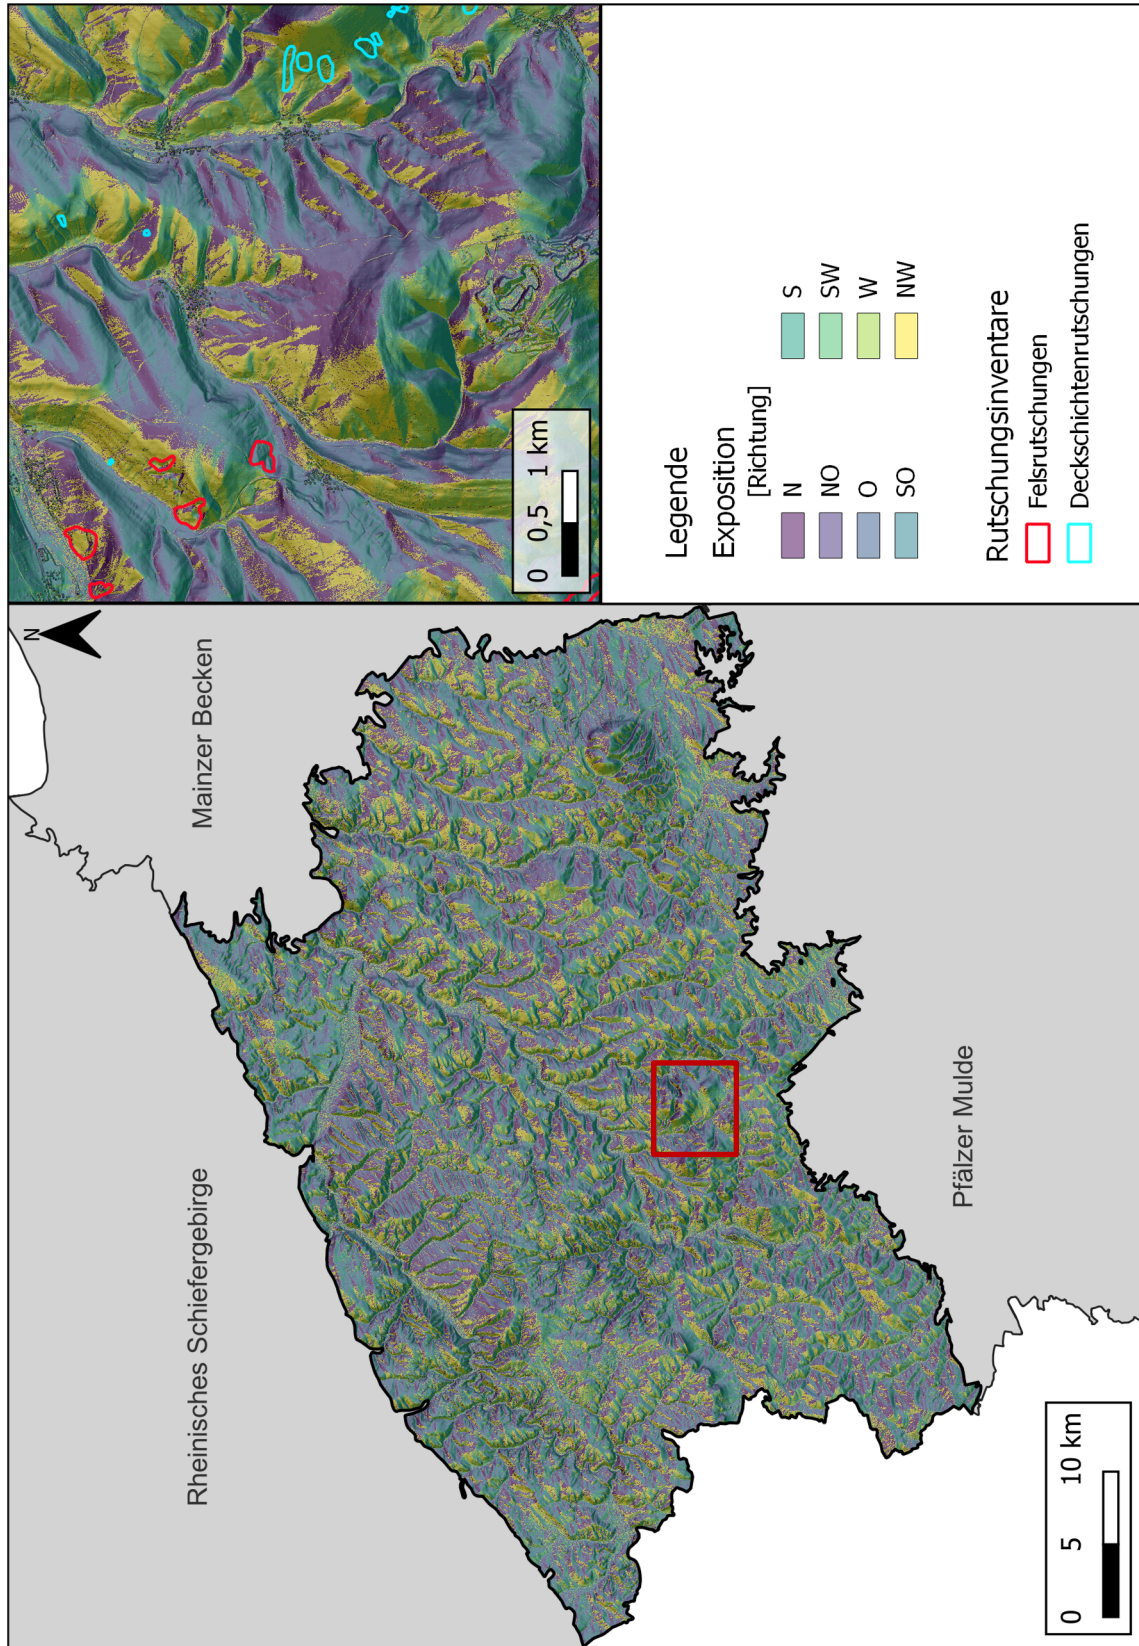 Rheinisches Schiefergebirge
Mainzer Becken
N
Pfälzer Mulde
0 5 10 km
0 0,5 1 km
Legende
Exposition
[Richtung]
N S
NO SW
O W
SO NW
Rutschungsinventare
Felsrutschungen
Deckschichtenrutschungen